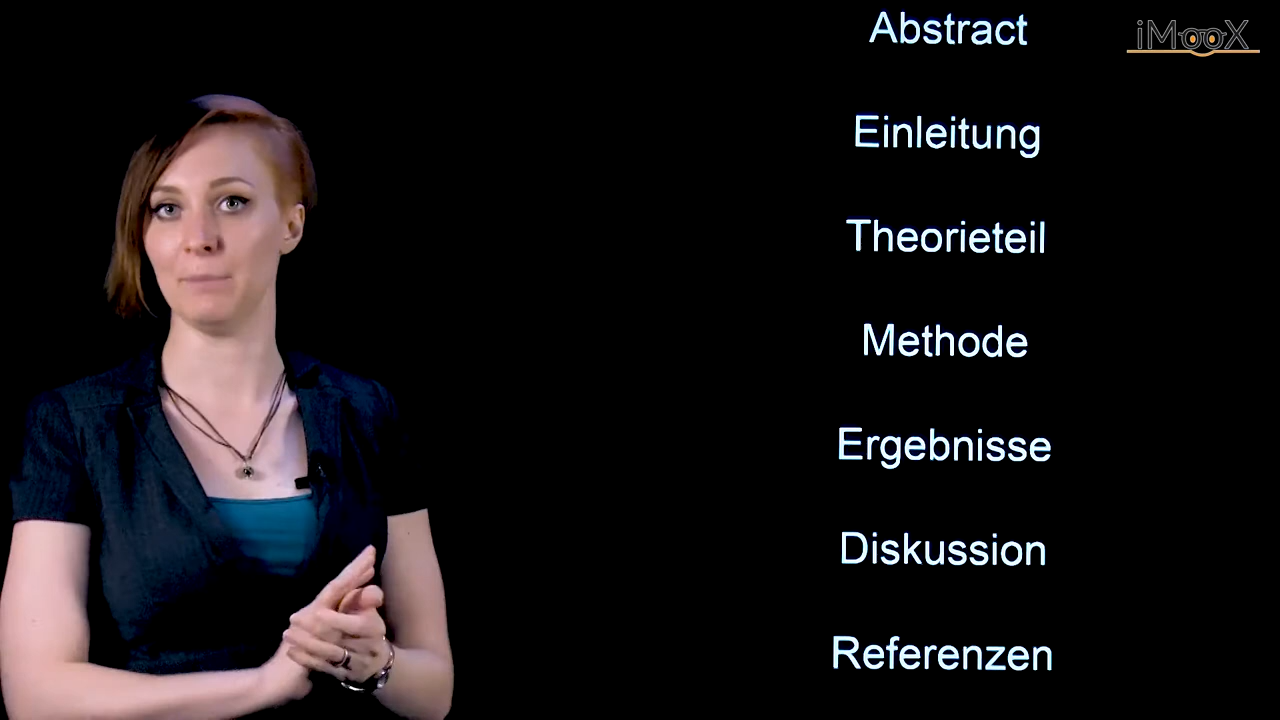 Abstract
iMooX
Einleitung
Theorieteil
Methode
Ergebnisse
Diskussion
Referenzen